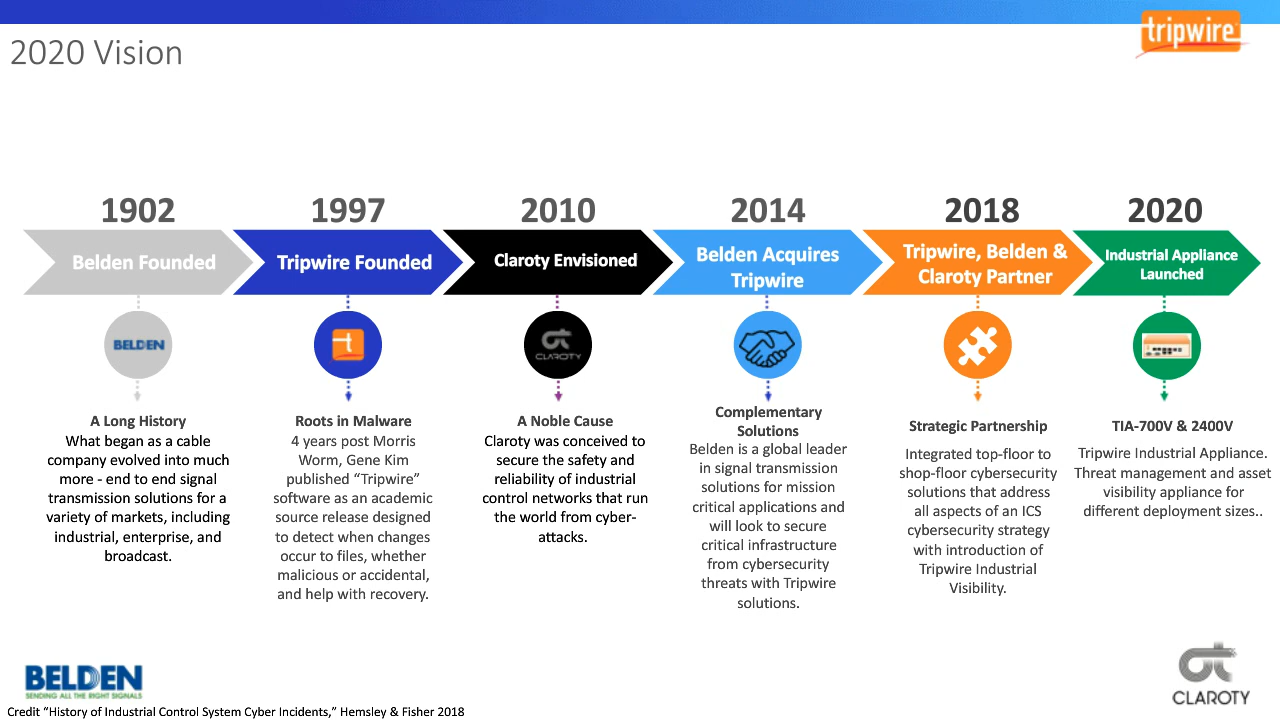 tripwire
2020 Vision
1902
1997
2010
2014
2018
2020
Belden Founded
Tripwire Founded
Claroty Envisioned
Belden Acquires
Tripwire
Tripwire, Belden &
Claroty Partner
Industrial Appliance
Launched
BELDEN
t
CLAROTY
A Long History
What began as a cable
company evolved into much
more - end to end signal
transmission solutions for a
variety of markets, including
industrial, enterprise, and
broadcast.
Roots in Malware
4 years post Morris
Worm, Gene Kim
published “Tripwire”
software as an academic
source release designed
to detect when changes
occur to files, whether
malicious or accidental,
and help with recovery.
A Noble Cause
Claroty was conceived to
secure the safety and
reliability of industrial
control networks that run
the world from cyber-
attacks.
Complementary
Solutions
Belden is a global leader
in signal transmission
solutions for mission
critical applications and
will look to secure
critical infrastructure
from cybersecurity
threats with Tripwire
solutions.
Strategic Partnership
Integrated top-floor to
shop-floor cybersecurity
solutions that address
all aspects of an ICS
cybersecurity strategy
with introduction of
Tripwire Industrial
Visibility.
TIA-700V & 2400V
Tripwire Industrial Appliance.
Threat management and asset
visibility appliance for
different deployment sizes..
BELDEN
SENDING ALL THE RIGHT SIGNALS
Credit “History of Industrial Control System Cyber Incidents,” Hemsley & Fisher 2018
CLAROTY